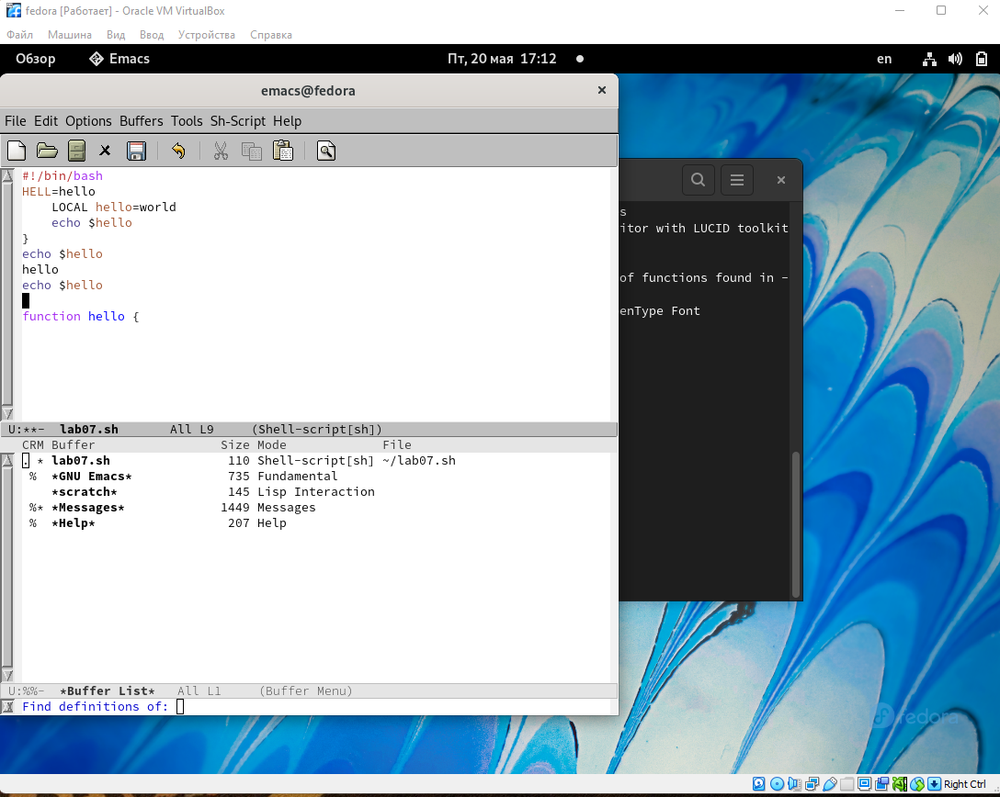 fedora [Работает] - Oracle VM VirtualBox
Файл Машина Вид Ввод Устройства Справка
Обзор Emacs Пт, 20 мая 17:12 en
emacs@fedora
File Edit Options Buffers Tools Sh-Script Help
#!/bin/bash
HELL=hello
LOCAL hello=world
echo $hello
}
echo $hello
hello
echo $hello
function hello {
U:**- lab07.sh All L9 (Shell-script[sh])
CRM Buffer Size Mode File
. * lab07.sh 110 Shell-script[sh] ~/lab07.sh
% *GNU Emacs* 735 Fundamental
*scratch* 145 Lisp Interaction
%* *Messages* 1449 Messages
% *Help* 207 Help
U:%%- *Buffer List* All L1 (Buffer Menu)
Find definitions of:
s
itor with LUCID toolkit
of functions found in -
enType Font
fedora
Right Ctrl